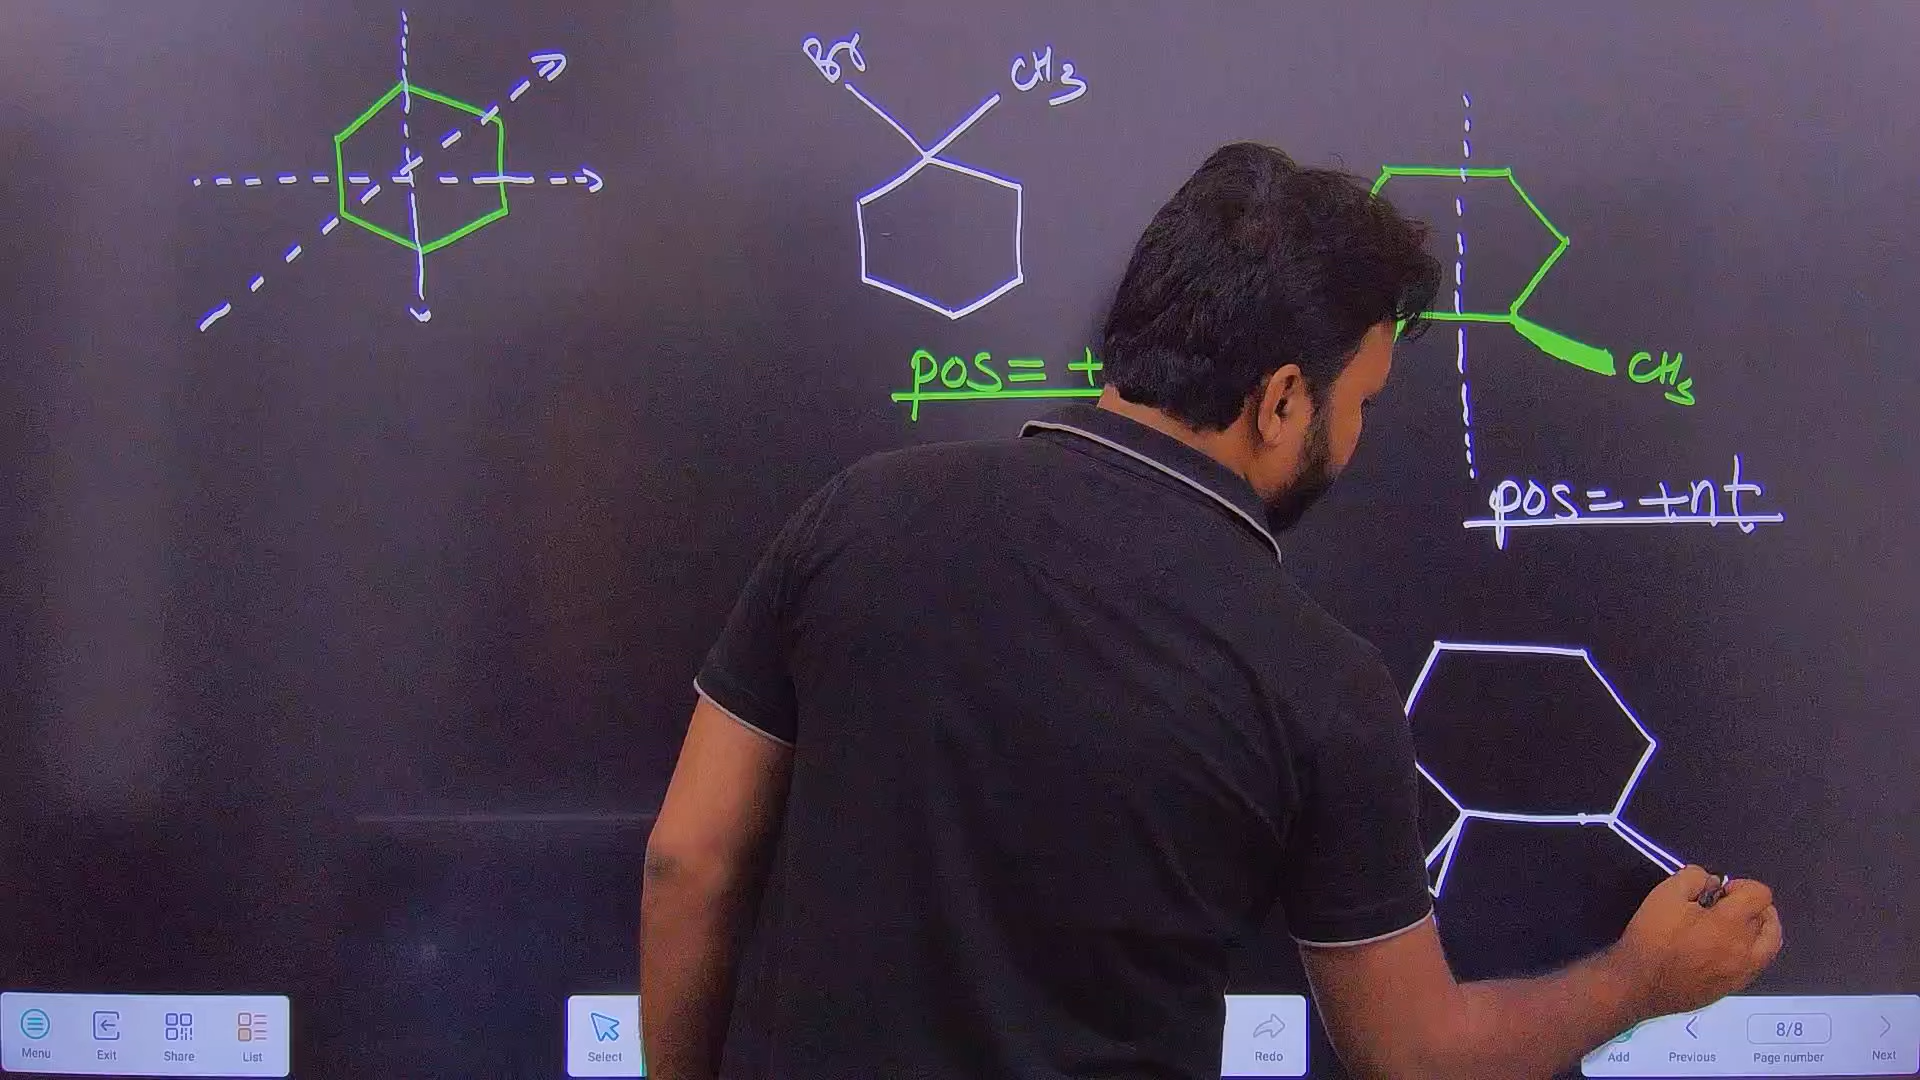 Br
CH3
pos= +
CH3
pos= +nt
Menu
Exit
Share
List
Select
Redo
Add
Previous
8/8
Page number
Next